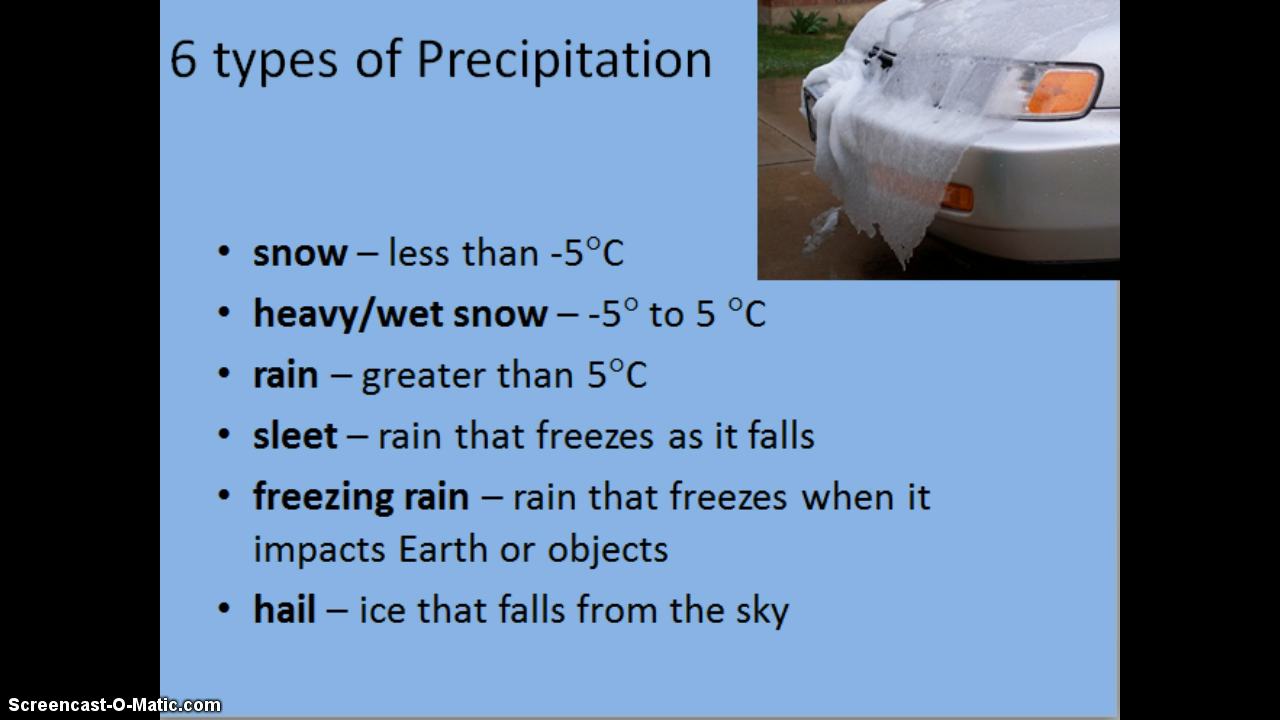 6 types of Precipitation
• snow – less than -5°C
• heavy/wet snow – -5° to 5 °C
• rain – greater than 5°C
• sleet – rain that freezes as it falls
• freezing rain – rain that freezes when it
impacts Earth or objects
• hail – ice that falls from the sky
Screencast-O-Matic.com